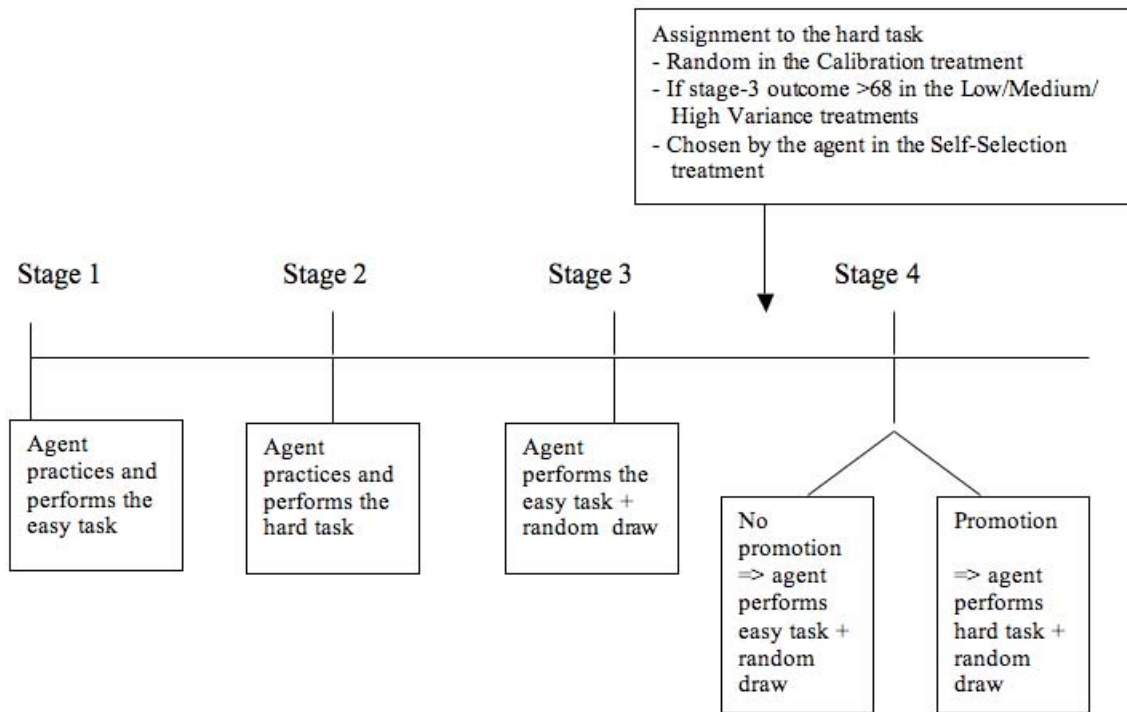 Assignment to the hard task
- Random in the Calibration treatment
- If stage-3 outcome >68 in the Low/Medium/
High Variance treatments
- Chosen by the agent in the Self-Selection
treatment
Stage 1
Stage 2
Stage 3
Stage 4
Agent
practices and
performs the
easy task
Agent
practices and
performs the
hard task
Agent
performs the
easy task +
random draw
No
promotion
=> agent
performs
easy task +
random
draw
Promotion
=> agent
performs
hard task +
random
draw